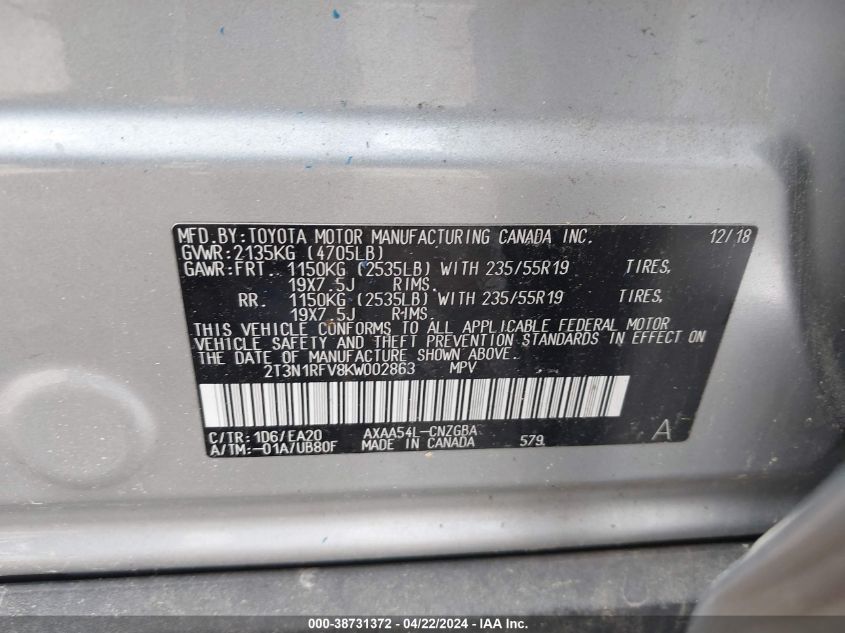 MFD.BY:TOYOTA MOTOR MANUFACTURING CANADA INC. 12/18
GVWR:2135KG (4705LB)
GAWR:FRT. 1150KG (2535LB) WITH 235/55R19 TIRES,
19X7.5J RIMS.
RR. 1150KG (2535LB) WITH 235/55R19 TIRES,
19X7.5J RIMS.
THIS VEHICLE CONFORMS TO ALL APPLICABLE FEDERAL MOTOR
VEHICLE SAFETY AND THEFT PREVENTION STANDARDS IN EFFECT ON
THE DATE OF MANUFACTURE SHOWN ABOVE.
2T3N1RFV8KW002863 MPV
C/TR:1D6/EA20 AXAA54L-CNZGBA A
A/TM:-01A/UB80F MADE IN CANADA 579
000-38731372 / 04/22/2024 - IAA Inc.